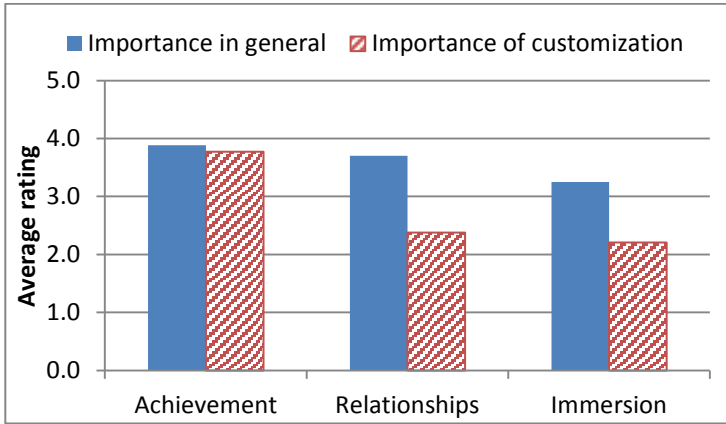 Importance in general Importance of customization
5.0
4.0
3.0
2.0
1.0
0.0
Average rating
Achievement Relationships Immersion